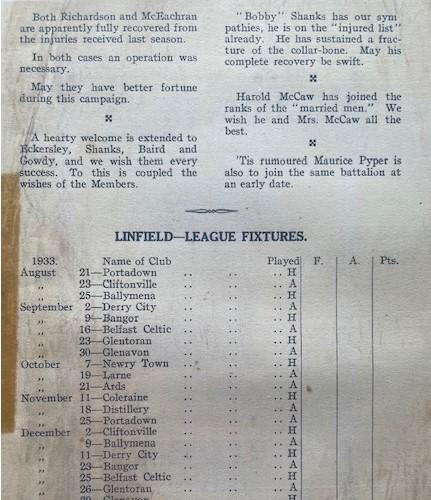 Both Richardson and McEachran
are apparently fully recovered from
the injuries received last season.
In both cases an operation was
necessary.
May they have better fortune
during this campaign.
A hearty welcome is extended to
Eckersley, Shanks, Baird and
Gowdy, and we wish them every
success. To this is coupled the
wishes of the Members.
"Bobby" Shanks has our sym
pathies, he is on the "injured list"
already. He has sustained a frac-
ture of the collar-bone. May his
complete recovery be swift.
Harold McCaw has joined the
ranks of the "married men." We
wish he and Mrs. McCaw all the
best.
'Tis rumoured Maurice Pyper is
also to join the same battalion at
an early date.
LINFIELD—LEAGUE FIXTURES.
1933. Name of Club Played F. A. Pts.
August 21—Portadown .. .. .. H
,, 23—Cliftonville .. .. .. A
,, 25—Ballymena .. .. .. H
September 2—Derry City .. .. .. A
,, 9—Bangor .. .. .. H
,, 16—Belfast Celtic .. .. .. A
,, 23—Glentoran .. .. .. H
,, 30—Glenavon .. .. .. A
October 7—Newry Town .. .. .. H
,, 19—Larne .. .. .. A
,, 21—Ards .. .. .. A
November 11—Coleraine .. .. .. H
,, 18—Distillery .. .. .. A
,, 25—Portadown .. .. .. A
December 2—Cliftonville .. .. .. H
,, 9—Ballymena .. .. .. A
,, 11—Derry City .. .. .. H
,, 23—Bangor .. .. .. A
,, 25—Belfast Celtic .. .. .. H
,, 26—Glentoran .. .. .. A